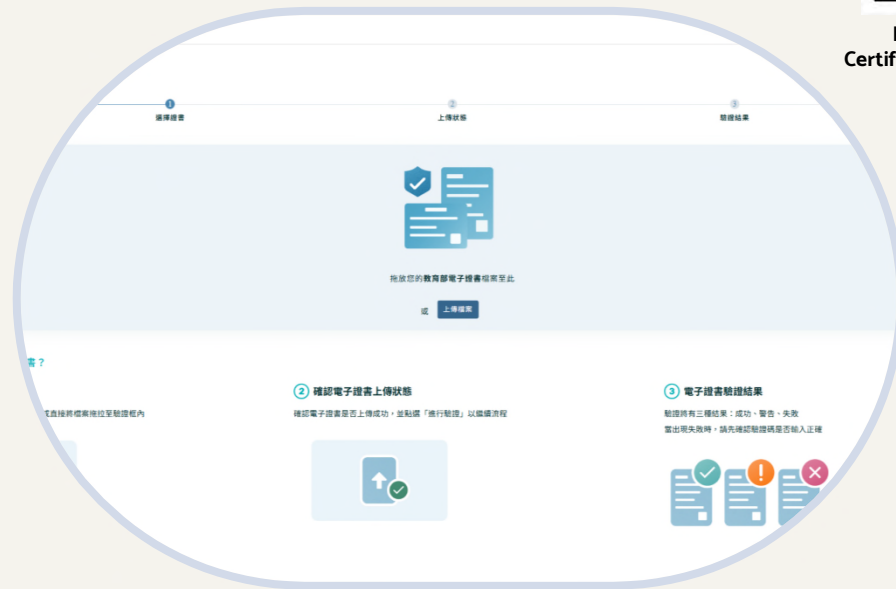 Certif
1
選擇證書
2
上傳狀態
3
驗證結果
拖放您的教育部電子證書檔案至此
或 上傳檔案
書？
或直接將檔案拖拉至驗證框內
2 確認電子證書上傳狀態
確認電子證書是否上傳成功，並點選「進行驗證」以繼續流程
3 電子證書驗證結果
驗證將有三種結果：成功、警告、失敗
當出現失敗時，請先確認驗證碼是否輸入正確